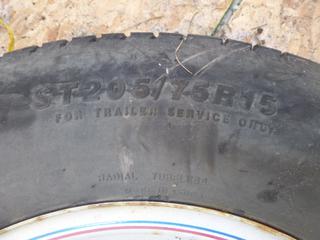 ST205/75R15
FOR TRAILER SERVICE ONLY
RADIAL TUBELESS